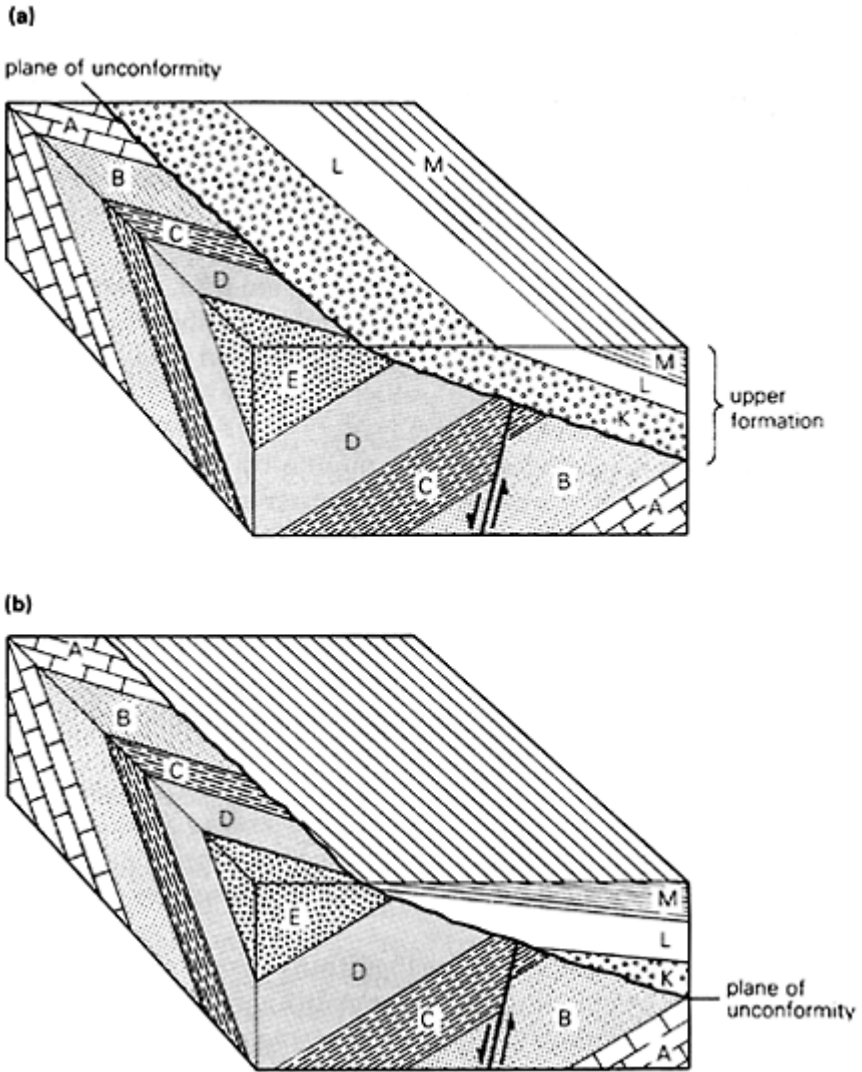 (a)
plane of unconformity
A
B
C
D
E
L
M
M
L
K
upper
formation
D
C
B
A
(b)
A
B
C
D
E
M
L
K
plane of
unconformity
D
C
B
A